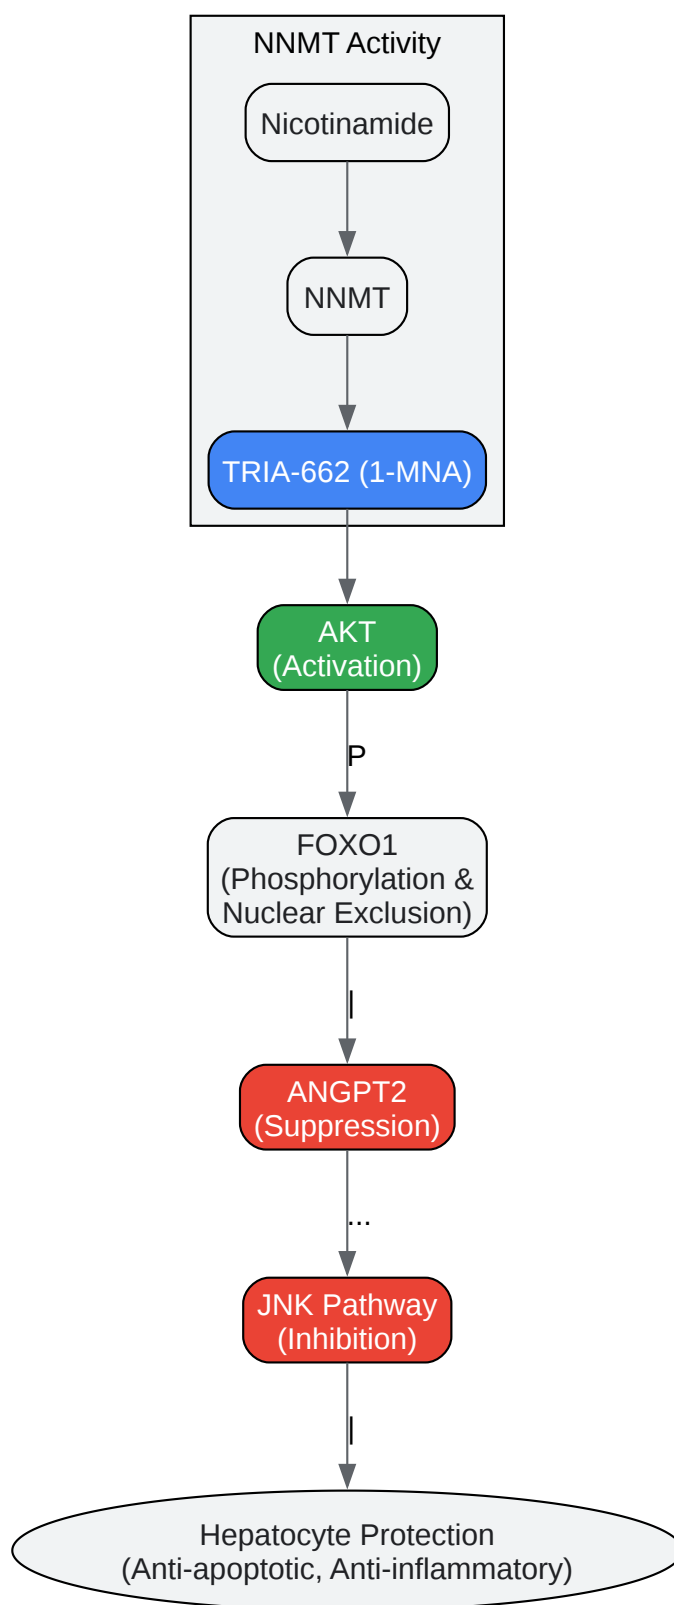 NNMT Activity
Nicotinamide
NNMT
TRIA-662 (1-MNA)
AKT
(Activation)
P
FOXO1
(Phosphorylation &
Nuclear Exclusion)
|
ANGPT2
(Suppression)
...
JNK Pathway
(Inhibition)
|
Hepatocyte Protection
(Anti-apoptotic, Anti-inflammatory)